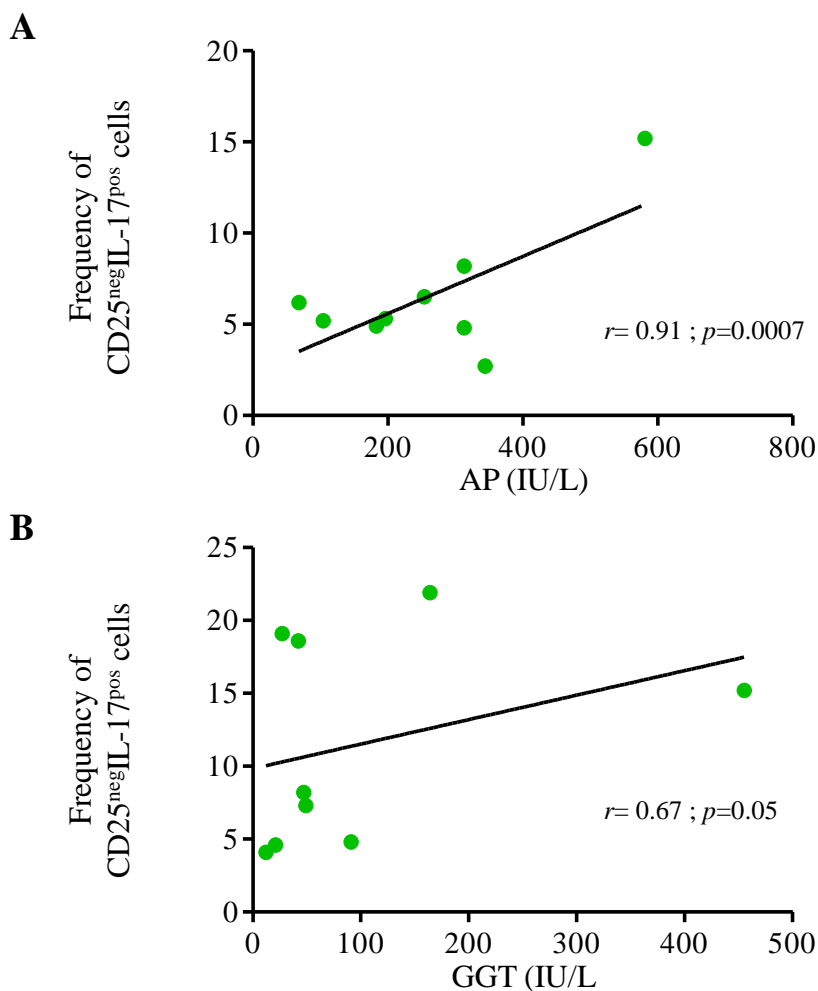 A
Frequency of
CD25negIL-17pos cells
20
15
10
5
0
r= 0.91 ; p=0.0007
0 200 400 600 800
AP (IU/L)
B
Frequency of
CD25negIL-17pos cells
25
20
15
10
5
0
r= 0.67 ; p=0.05
0 100 200 300 400 500
GGT (IU/L